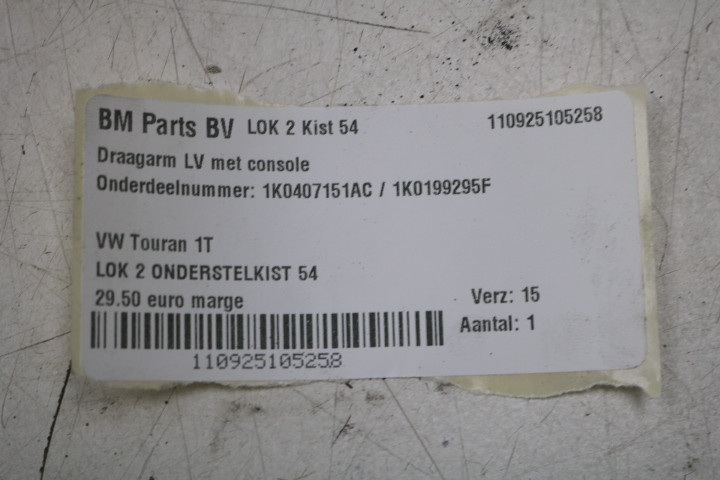 BM Parts BV LOK 2 Kist 54 110925105258
Draagarm LV met console
Onderdeelnummer: 1K0407151AC / 1K0199295F
VW Touran 1T
LOK 2 ONDERSTELKIST 54
29.50 euro marge Verz: 15
Aantal: 1
110925105258